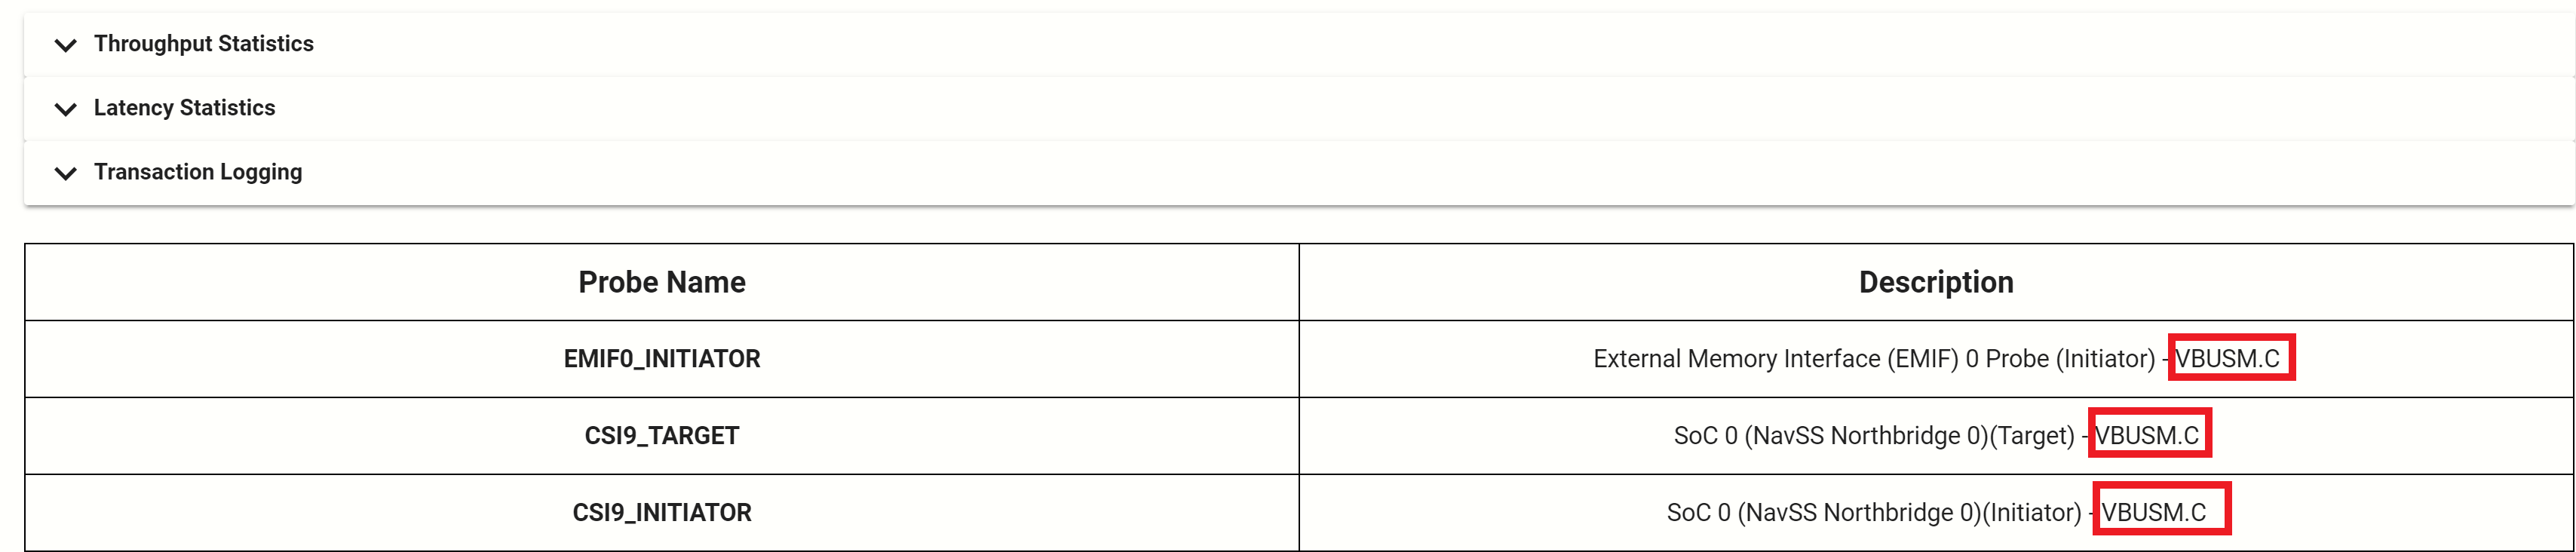 Throughput Statistics
Latency Statistics
Transaction Logging
Probe Name Description
EMIF0_INITIATOR External Memory Interface (EMIF) 0 Probe (Initiator) - VBUSM.C
CSI9_TARGET SoC 0 (NavSS Northbridge 0)(Target) - VBUSM.C
CSI9_INITIATOR SoC 0 (NavSS Northbridge 0)(Initiator) - VBUSM.C